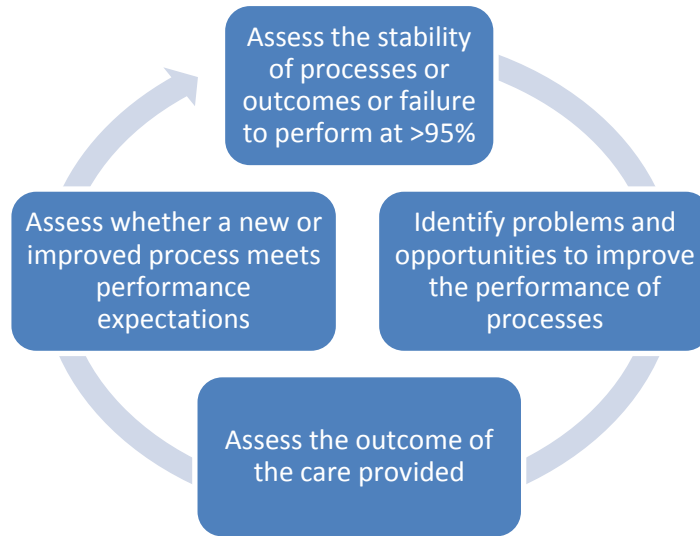 Assess the stability
of processes or
outcomes or failure
to perform at >95%
Identify problems and
opportunities to improve
the performance of
processes
Assess the outcome of
the care provided
Assess whether a new or
improved process meets
performance
expectations